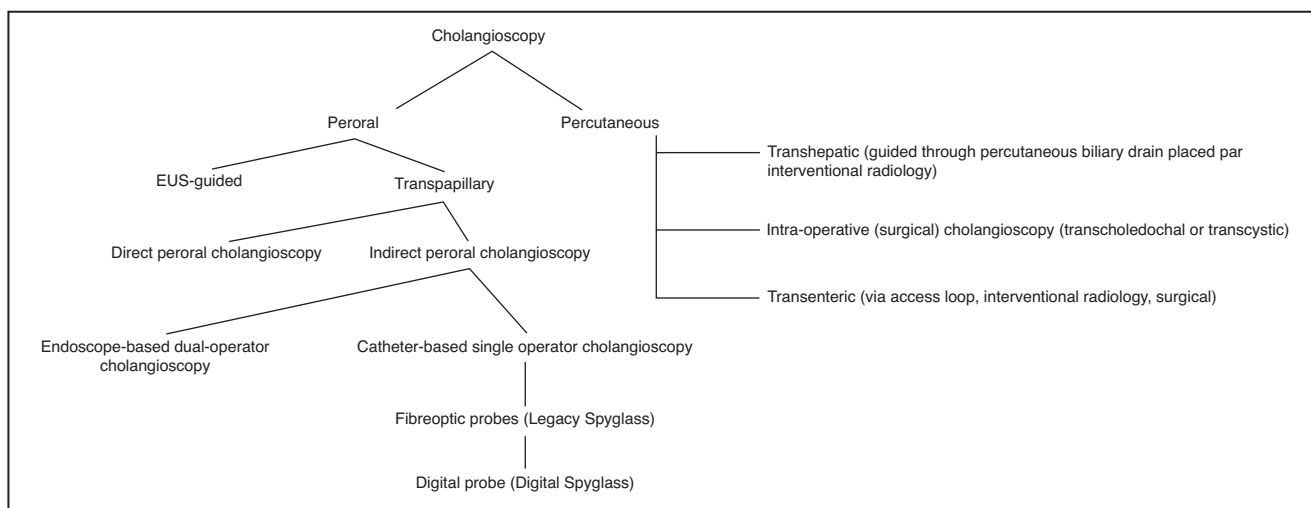 Cholangioscopy
Peroral
Percutaneous
Transhepatic (guided through percutaneous biliary drain placed par
interventional radiology)
EUS-guided
Transpapillary
Intra-operative (surgical) cholangioscopy (transcholedochal or transcystic)
Direct peroral cholangioscopy
Indirect peroral cholangioscopy
Transenteric (via access loop, interventional radiology, surgical)
Endoscope-based dual-operator
cholangioscopy
Catheter-based single operator cholangioscopy
Fibreoptic probes (Legacy Spyglass)
Digital probe (Digital Spyglass)